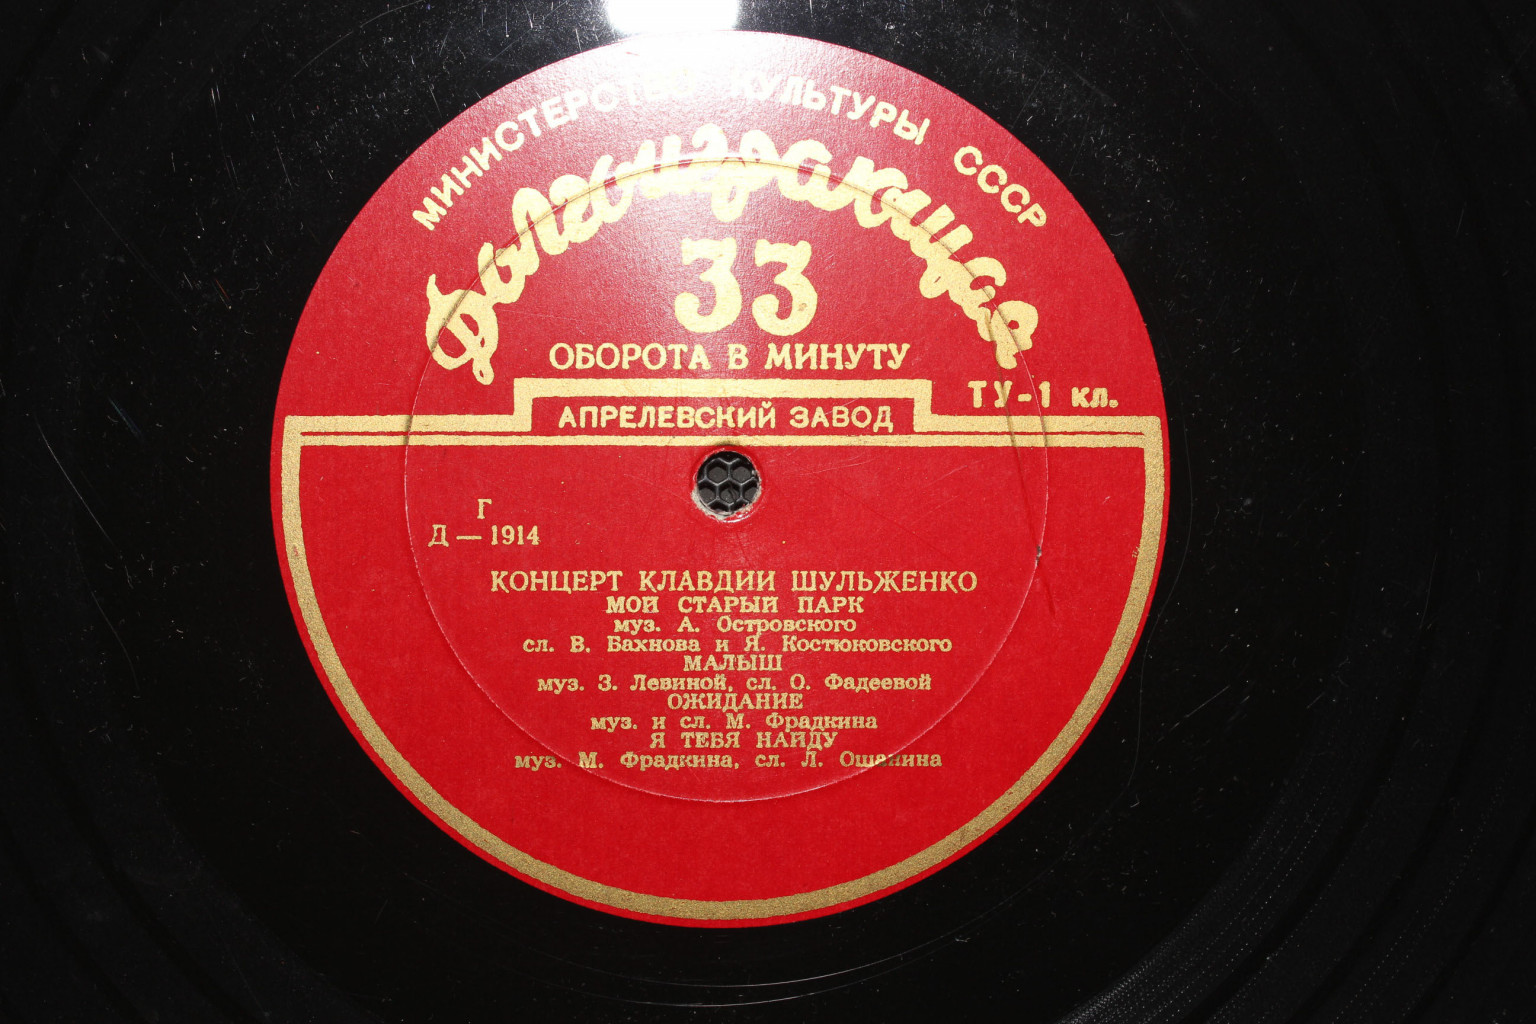 МИНИСТЕРСТВО КУЛЬТУРЫ СССР
Долгоиграющая
33
ОБОРОТА В МИНУТУ
ТУ-1 кл.
АПРЕЛЕВСКИЙ ЗАВОД
Г
Д — 1914
КОНЦЕРТ КЛАВДИИ ШУЛЬЖЕНКО
МОЙ СТАРЫЙ ПАРК
муз. А. Островского
сл. В. Бахнова и Я. Костюковского
МАЛЫШ
муз. З. Левиной, сл. О. Фадеевой
ОЖИДАНИЕ
муз. и сл. М. Фрадкина
Я ТЕБЯ НАЙДУ
муз. М. Фрадкина, сл. Л. Ошанина